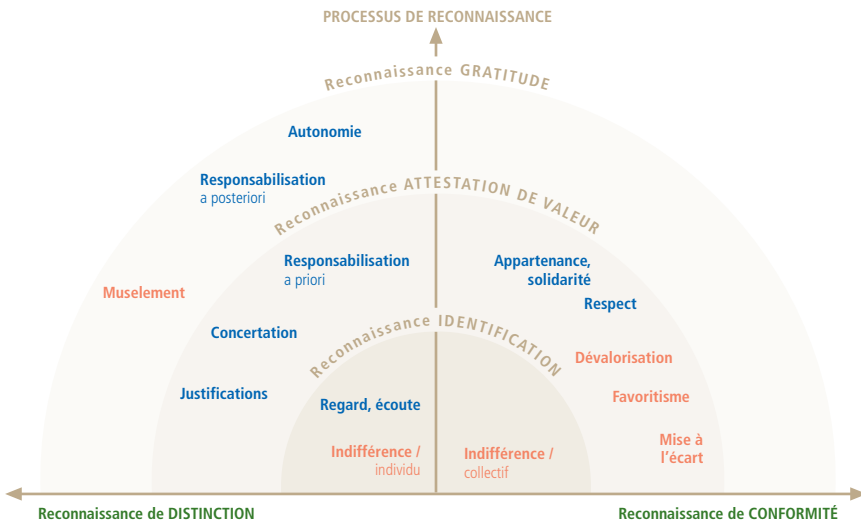 PROCESSUS DE RECONNAISSANCE
Reconnaissance GRATITUDE
Autonomie
Responsabilisation
a posteriori
Reconnaissance ATTESTATION DE VALEUR
Responsabilisation
a priori
Appartenance,
solidarité
Muselement
Respect
Concertation
Reconnaissance IDENTIFICATION
Dévalorisation
Justifications
Regard, écoute
Favoritisme
Indifférence /
individu
Indifférence /
collectif
Mise à
l'écart
Reconnaissance de DISTINCTION
Reconnaissance de CONFORMITÉ